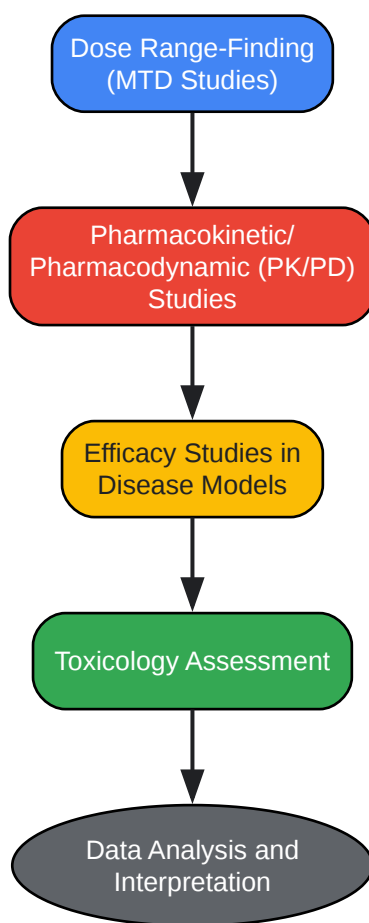 Dose Range-Finding
(MTD Studies)
Pharmacokinetic/
Pharmacodynamic (PK/PD)
Studies
Efficacy Studies in
Disease Models
Toxicology Assessment
Data Analysis and
Interpretation